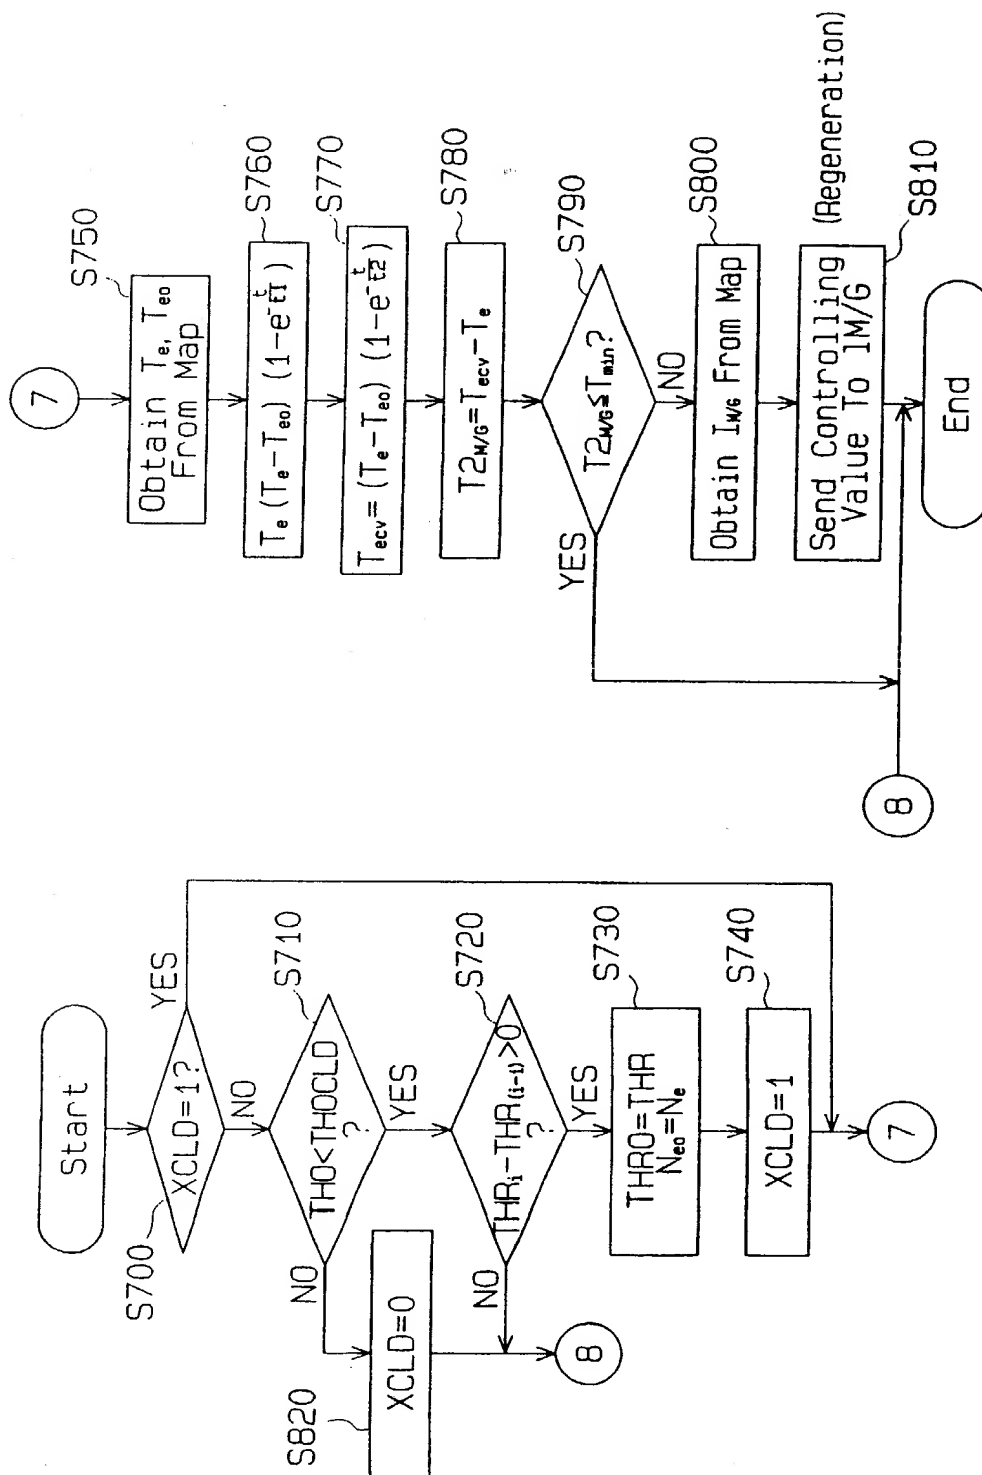 Start
S700
XCLD=1?
YES
NO
S710
THO<THOCLD
?
NO
YES
S820
XCLD=0
S720
THRi-THR(i-1)>0
?
NO
YES
8
S730
THRO=THR
Neo=Ne
S740
XCLD=1
7
7
S750
Obtain Te, Teo
From Map
S760
Te(Te-Teo) (1-e^-t/t1)
S770
Tecv=(Te-Teo) (1-e^-t/t2)
S780
T2M/G=Tecv-Te
S790
T2M/G≤Tmin?
YES
NO
S800
Obtain IM/G From Map
S810
Send Controlling
Value To IM/G
(Regeneration)
8
End